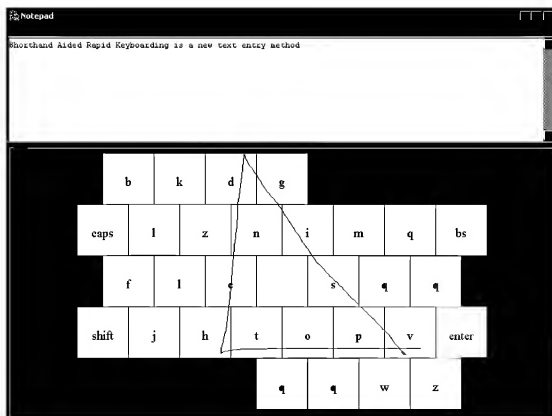 Notepad
Shorthand Aided Rapid Keyboarding is a new text entry method
b k d g
caps l z n i m q bs
f l e s q q
shift j h t o p v enter
q q w z